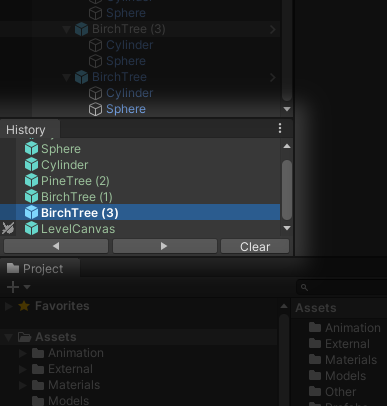 Sphere
BirchTree (3)
Cylinder
Sphere
BirchTree
Cylinder
Sphere
History
Sphere
Cylinder
PineTree (2)
BirchTree (1)
BirchTree (3)
LevelCanvas
Clear
Project
Favorites
Assets
Assets
Animation
Animation
External
External
Materials
Materials
Models
Models
Other